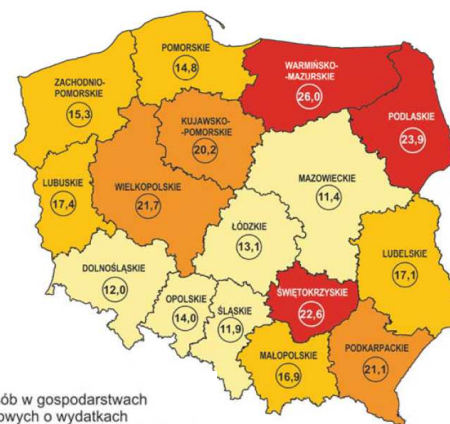 POMORSKIE
14,8
WARMIŃSKO-
MAZURSKIE
26,0
ZACHODNIO-
POMORSKIE
15,3
PODLASKIE
23,9
KUJAWSKO-
POMORSKIE
20,2
LUBUSKIE
17,4
WIELKOPOLSKIE
21,7
MAZOWIECKIE
11,4
ŁÓDZKIE
13,1
LUBELSKIE
17,1
DOLNOŚLĄSKIE
12,0
OPOLSKIE
14,0
ŚLĄSKIE
11,9
ŚWIĘTOKRZYSKIE
22,6
MAŁOPOLSKIE
16,9
PODKARPACKIE
21,1
ób w gospodarstwach
owych o wydatkach